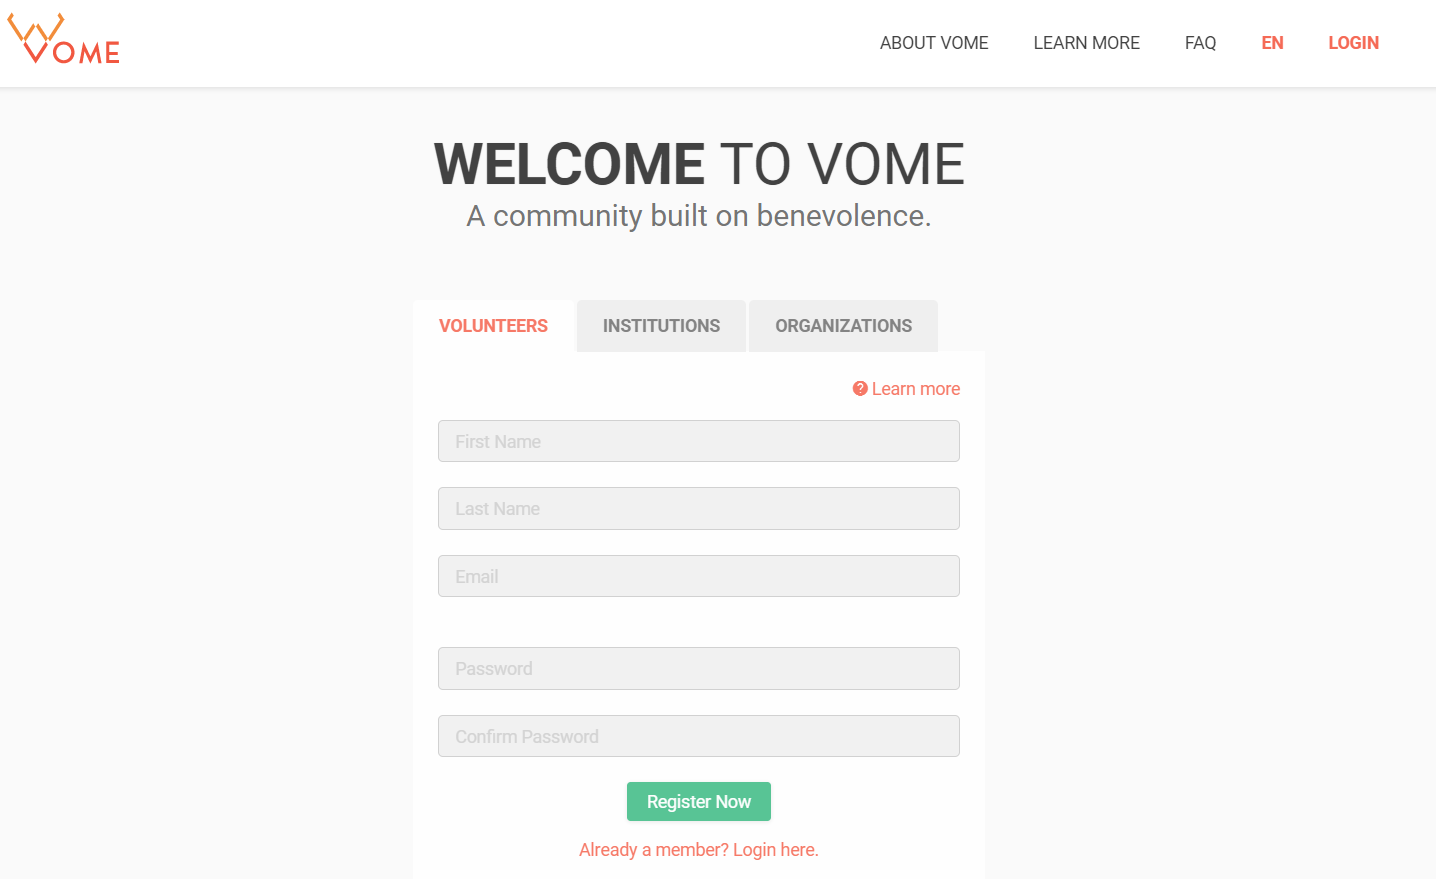 VOME
ABOUT VOME
LEARN MORE
FAQ
EN
LOGIN
WELCOME TO VOME
A community built on benevolence.
VOLUNTEERS
INSTITUTIONS
ORGANIZATIONS
? Learn more
First Name
Last Name
Email
Password
Confirm Password
Register Now
Already a member? Login here.